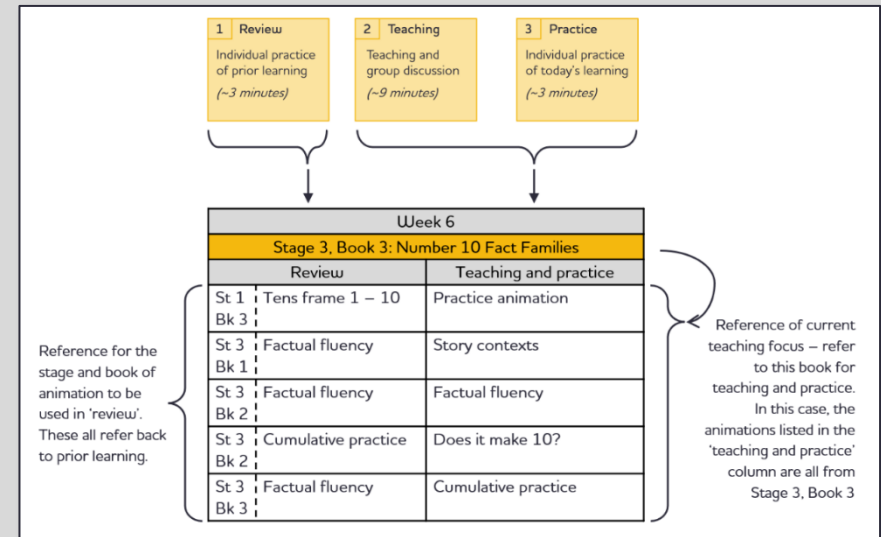 1 Review
Individual practice
of prior learning
(~3 minutes)
2 Teaching
Teaching and
group discussion
(~9 minutes)
3 Practice
Individual practice
of today's learning
(~3 minutes)
Week 6
Stage 3, Book 3: Number 10 Fact Families
Review Teaching and practice
St 1 Tens frame 1 – 10 Practice animation
Bk 3
St 3 Factual fluency Story contexts
Bk 1
St 3 Factual fluency Factual fluency
Bk 2
St 3 Cumulative practice Does it make 10?
Bk 2
St 3 Factual fluency Cumulative practice
Bk 3
Reference for the
stage and book of
animation to be
used in 'review'.
These all refer back
to prior learning.
Reference of current
teaching focus – refer
to this book for
teaching and practice.
In this case, the
animations listed in the
'teaching and practice'
column are all from
Stage 3, Book 3